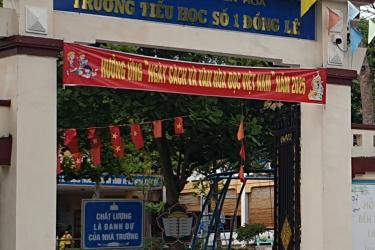 HÓA
TRƯỜNG TIỂU HỌC SỐ 1 ĐỒNG LÊ
HƯỞNG ỨNG "NGÀY SÁCH VÀ VĂN HÓA ĐỌC VIỆT NAM" NĂM 2025
CHẤT LƯỢNG
LÀ DANH DỰ
CỦA NHÀ TRƯỜNG